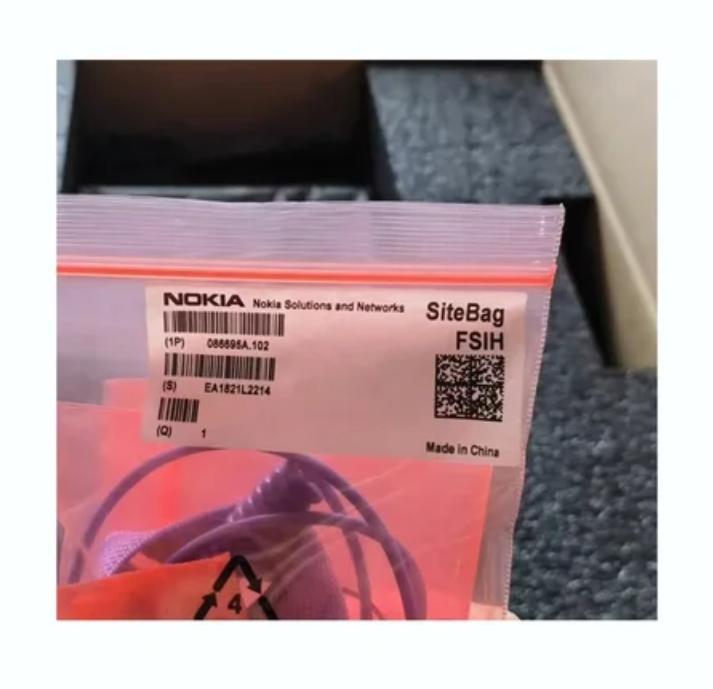 NOKIA Nokia Solutions and Networks
SiteBag
FSIH
(1P) 086695A.102
(S) EA1821L2214
(Q) 1
Made in China
4